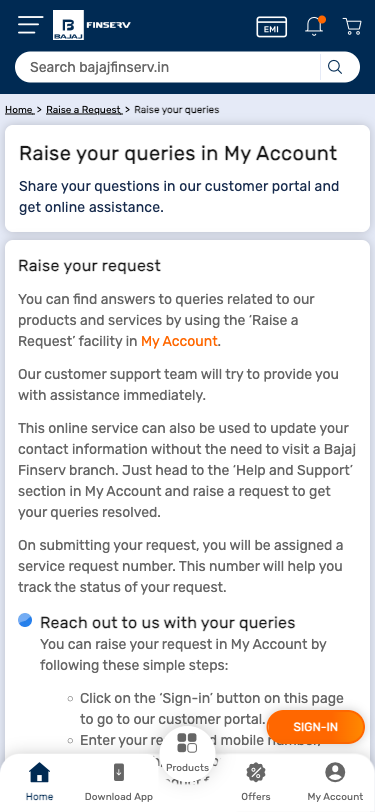 BAJAJ FINSERV
EMI
Search bajajfinserv.in
Home > Raise a Request > Raise your queries
Raise your queries in My Account
Share your questions in our customer portal and
get online assistance.
Raise your request
You can find answers to queries related to our
products and services by using the ‘Raise a
Request’ facility in My Account.
Our customer support team will try to provide you
with assistance immediately.
This online service can also be used to update your
contact information without the need to visit a Bajaj
Finserv branch. Just head to the ‘Help and Support’
section in My Account and raise a request to get
your queries resolved.
On submitting your request, you will be assigned a
service request number. This number will help you
track the status of your request.
Reach out to us with your queries
You can raise your request in My Account by
following these simple steps:
Click on the ‘Sign-in’ button on this page
to go to our customer portal.
SIGN-IN
Enter your mobile number,
Products
Home
Download App
Offers
My Account